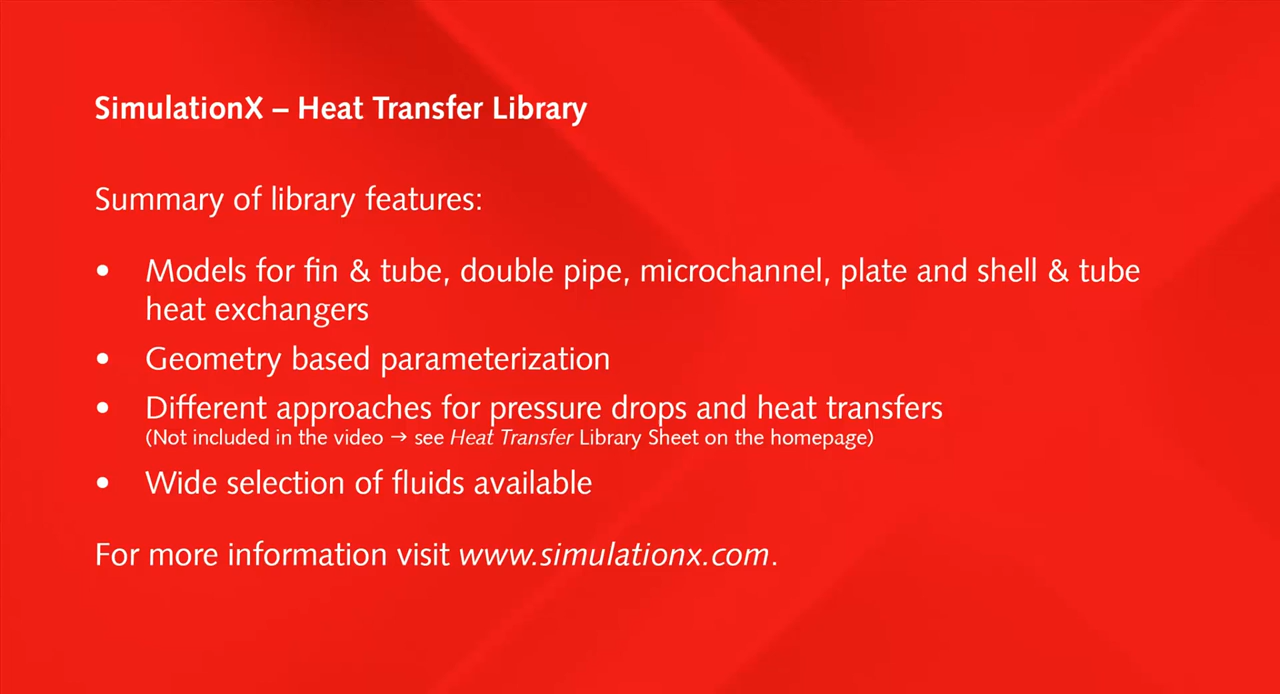 SimulationX – Heat Transfer Library
Summary of library features:
• Models for fin & tube, double pipe, microchannel, plate and shell & tube
heat exchangers
• Geometry based parameterization
• Different approaches for pressure drops and heat transfers
(Not included in the video → see Heat Transfer Library Sheet on the homepage)
• Wide selection of fluids available
For more information visit www.simulationx.com.